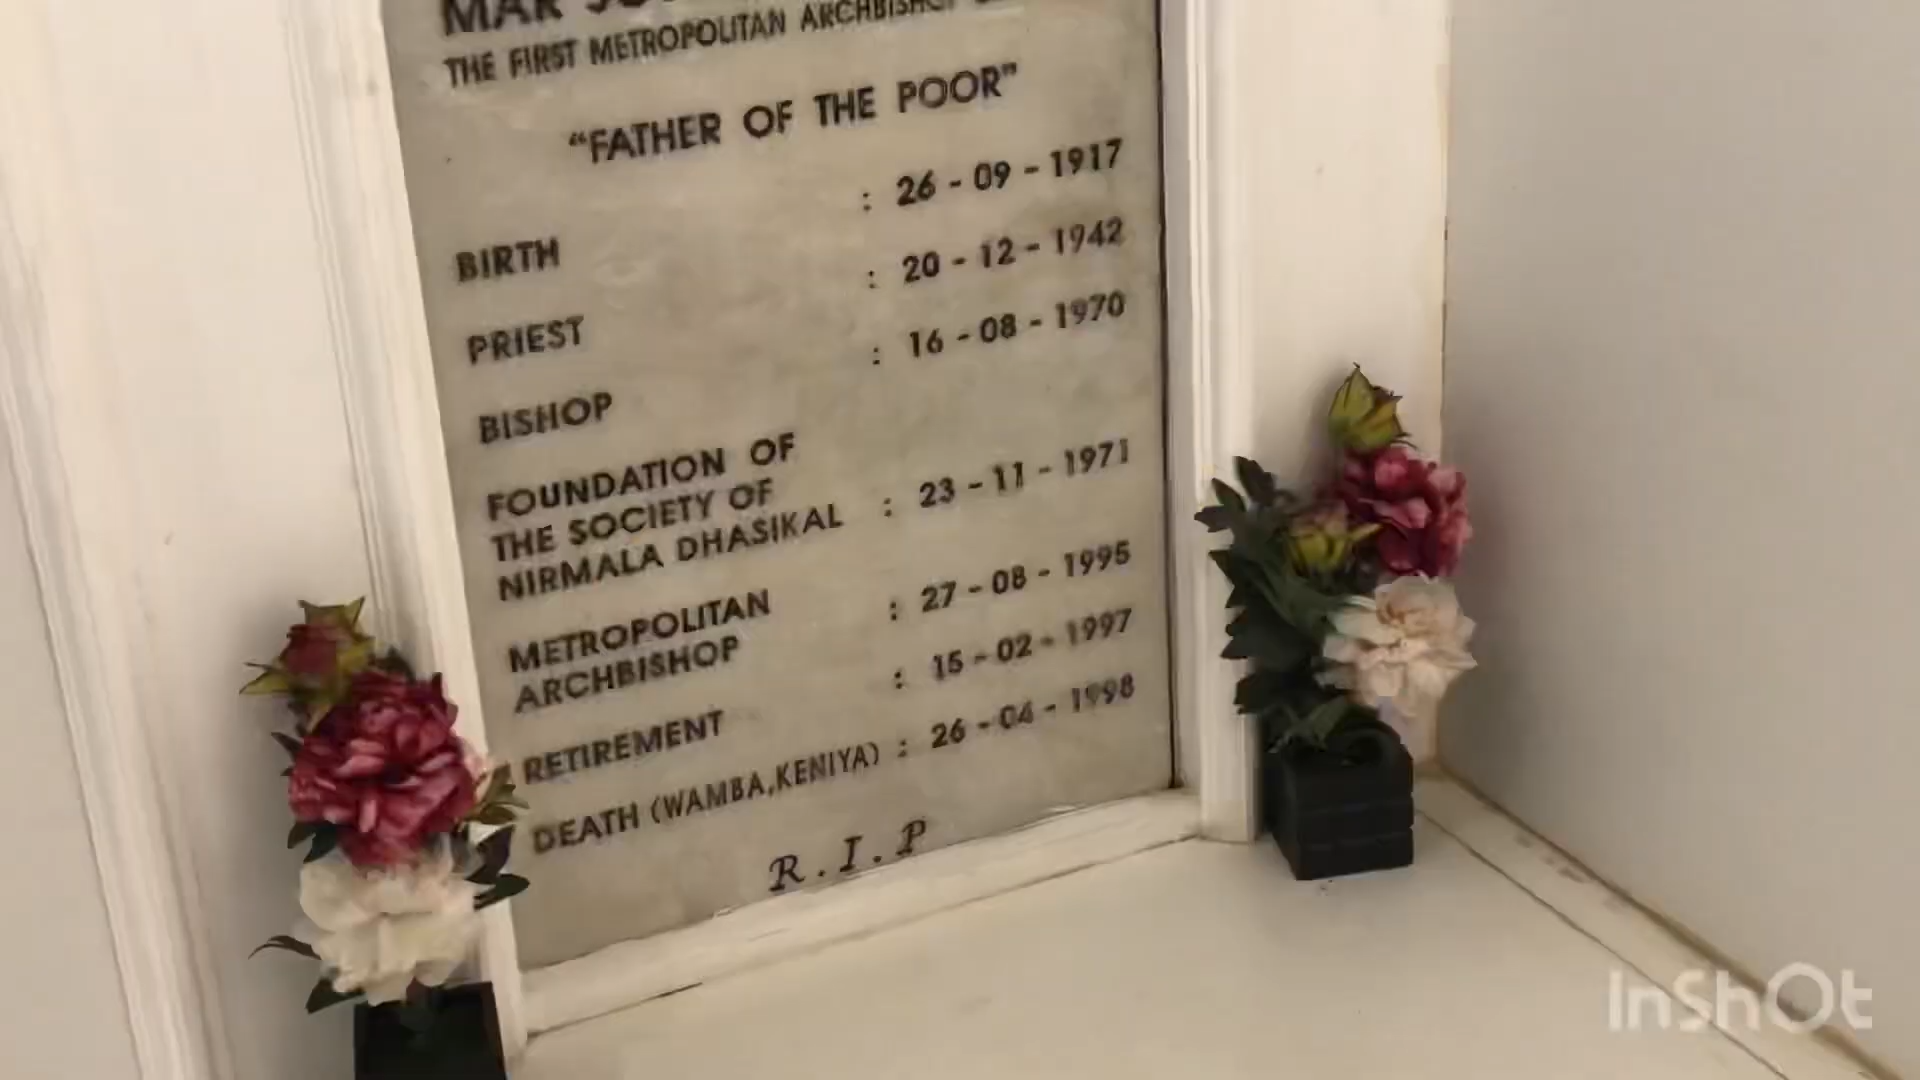 MAR
THE FIRST METROPOLITAN ARCHBISHOP
“FATHER OF THE POOR”
BIRTH : 26 - 09 - 1917
PRIEST : 20 - 12 - 1942
BISHOP : 16 - 08 - 1970
FOUNDATION OF
THE SOCIETY OF
NIRMALA DHASIKAL : 23 - 11 - 1971
METROPOLITAN
ARCHBISHOP : 27 - 08 - 1995
RETIREMENT : 15 - 02 - 1997
DEATH (WAMBA,KENIYA) : 26 - 04 - 1998
R . I . P
InShOt